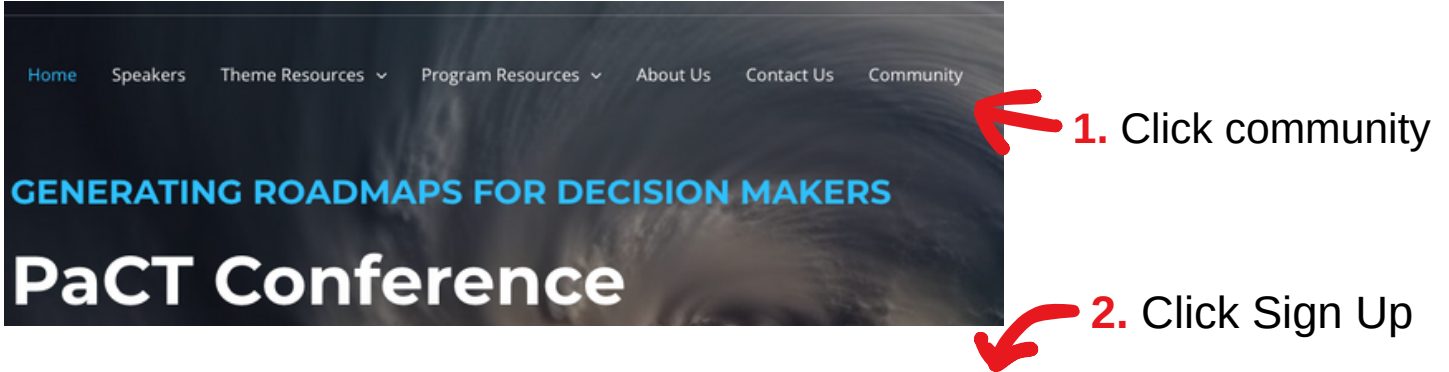 Home Speakers Theme Resources Program Resources About Us Contact Us Community
1. Click community
GENERATING ROADMAPS FOR DECISION MAKERS
PaCT Conference
2. Click Sign Up